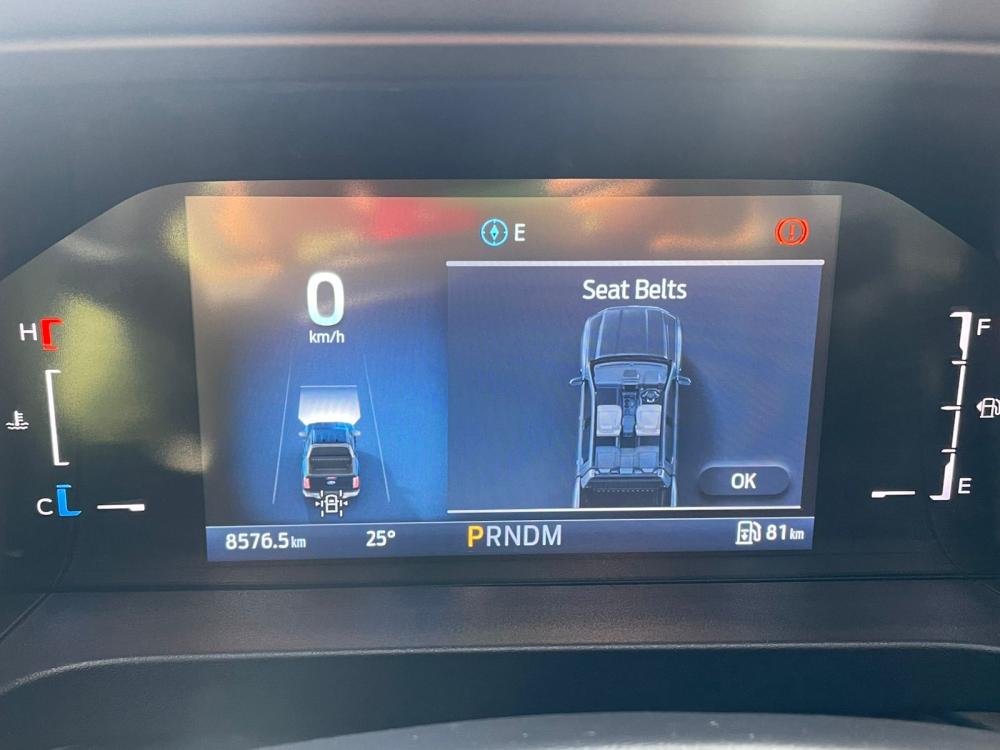 E
Seat Belts
0
km/h
H
F
C
E
OK
8576.5 km
25°
PRNDM
81 km